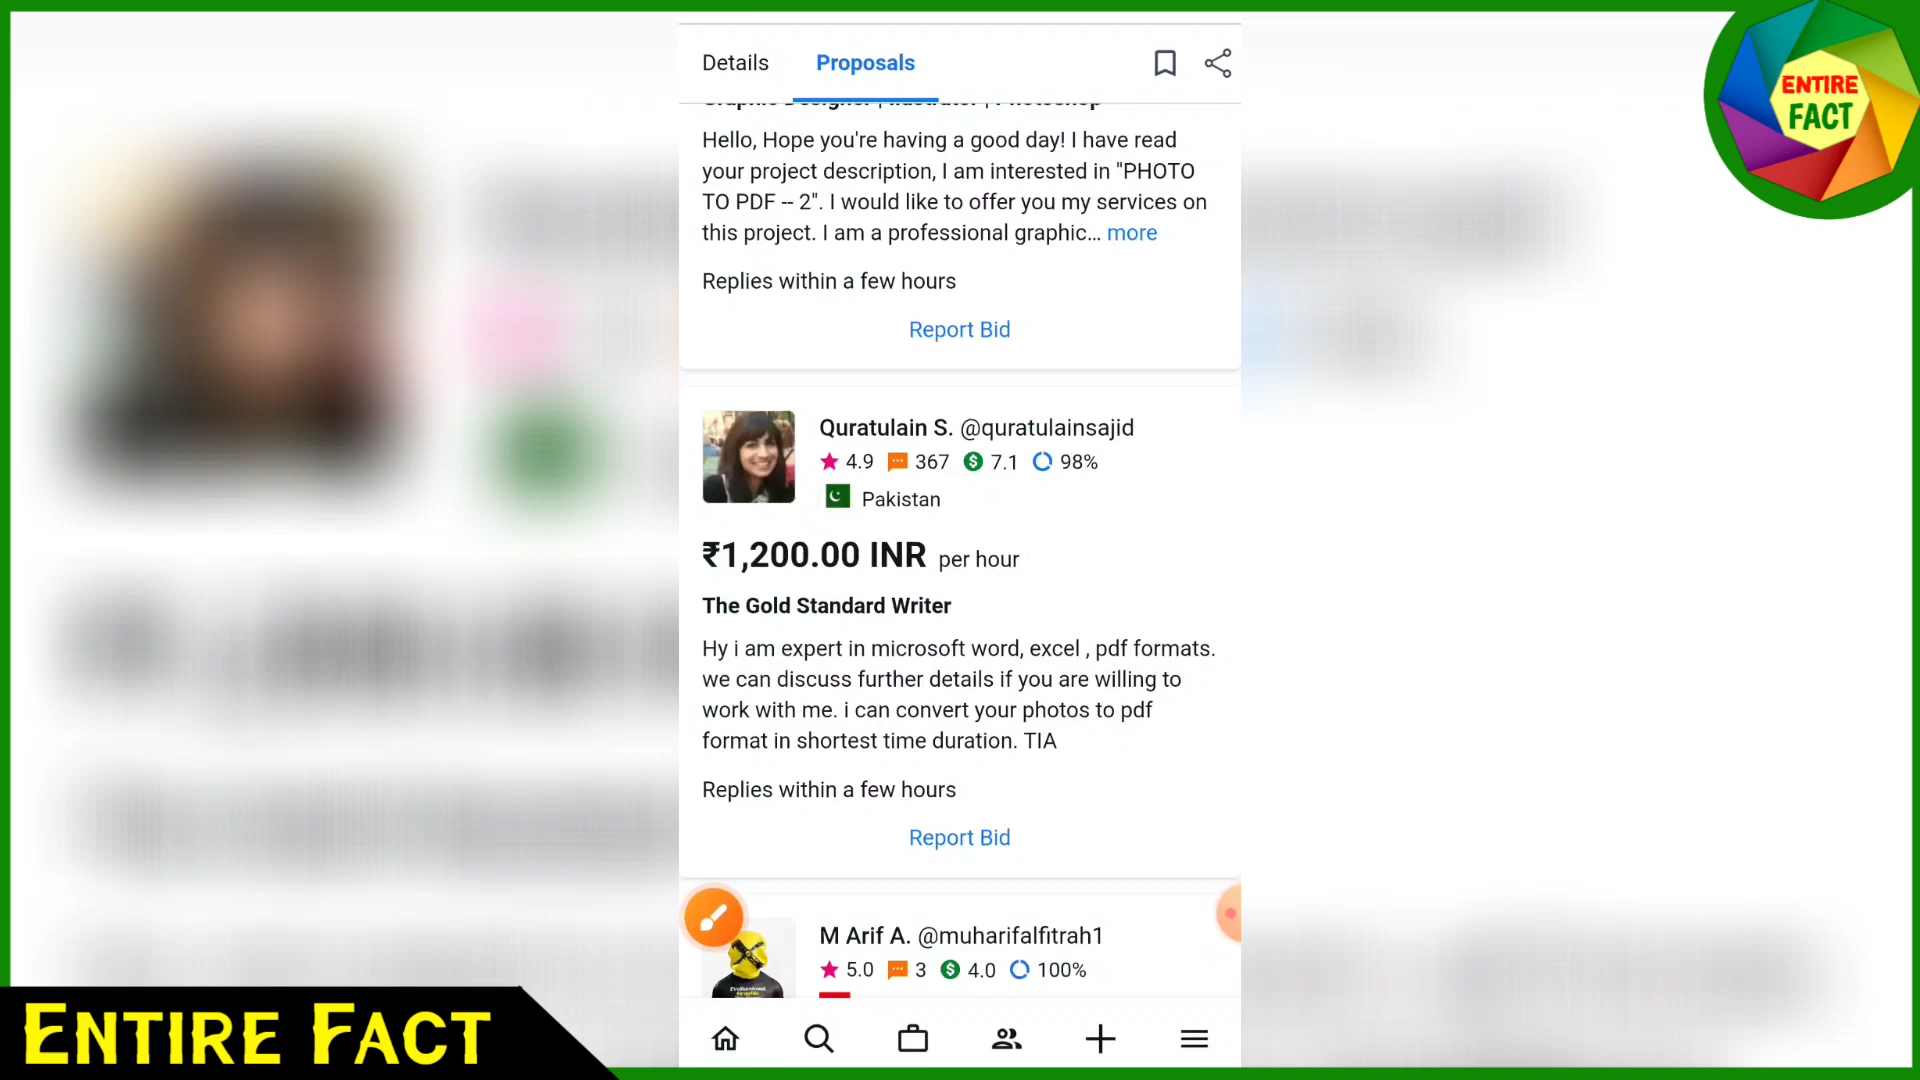 Details Proposals
ENTIRE
FACT
Graphic Designer | Illustrator | Photoshop
Hello, Hope you're having a good day! I have read
your project description, I am interested in "PHOTO
TO PDF -- 2". I would like to offer you my services on
this project. I am a professional graphic... more
Replies within a few hours
Report Bid
Quratulain S. @quratulainsajid
4.9 367 7.1 98%
Pakistan
₹1,200.00 INR per hour
The Gold Standard Writer
Hy i am expert in microsoft word, excel , pdf formats.
we can discuss further details if you are willing to
work with me. i can convert your photos to pdf
format in shortest time duration. TIA
Replies within a few hours
Report Bid
M Arif A. @muharifalfitrah1
5.0 3 4.0 100%
ENTIRE FACT